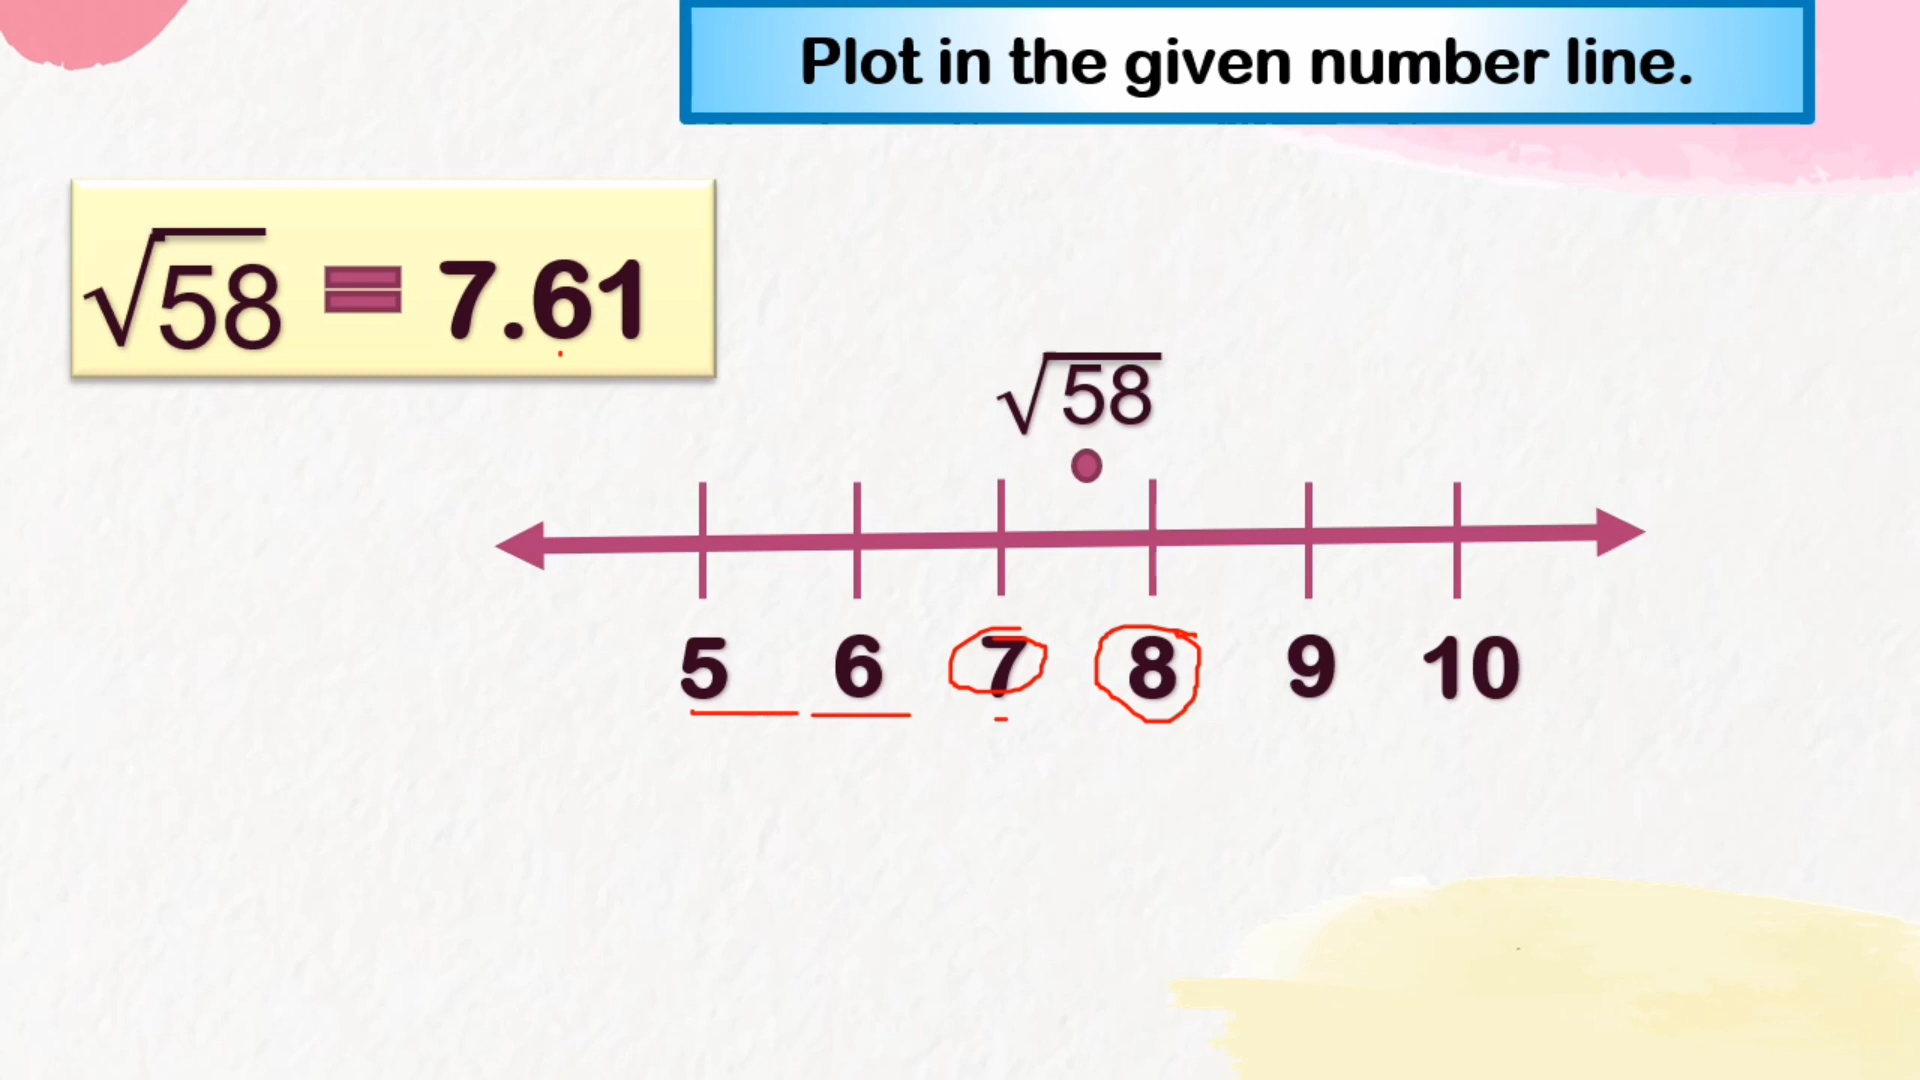 Plot in the given number line.
√58 = 7.61
√58
5 6 7 8 9 10